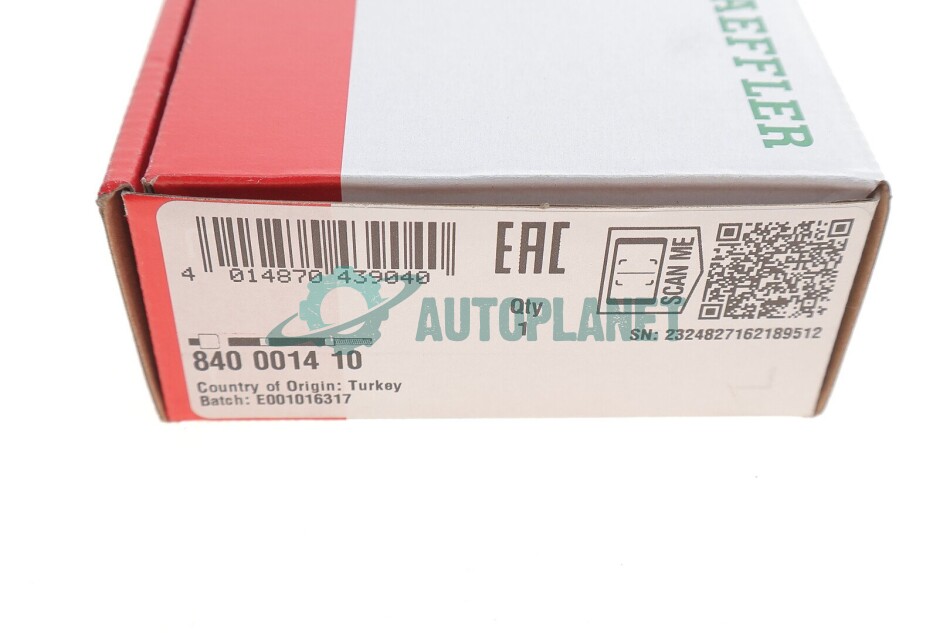 AEFFLER
4 014870 439040
EAC
SCAN ME
Qty
1
SN: 2324827162189512
AUTOPLANET
840 0014 10
Country of Origin: Turkey
Batch: E001016317